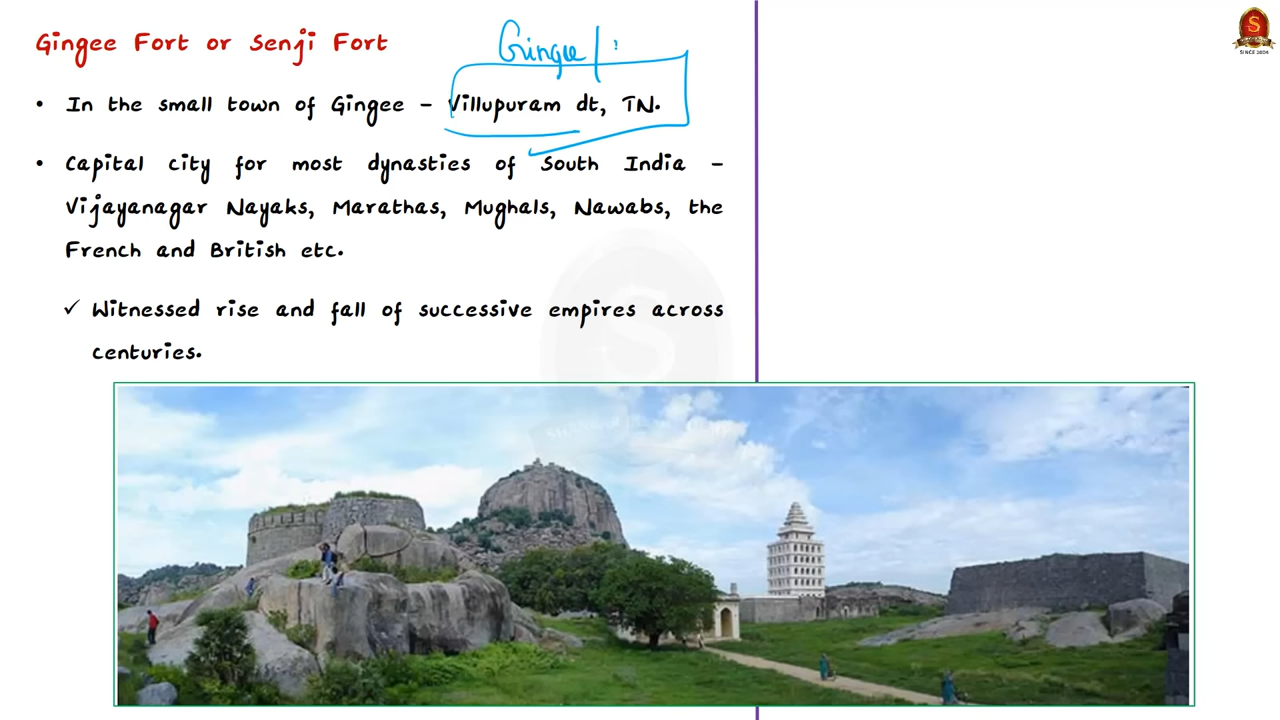 Gingee Fort or Senji Fort
Gingee
• In the small town of Gingee – Villupuram dt, TN.
• Capital city for most dynasties of South India –
Vijayanagar Nayaks, Marathas, Mughals, Nawabs, the
French and British etc.
✓ Witnessed rise and fall of successive empires across
centuries.
SINCE 2004